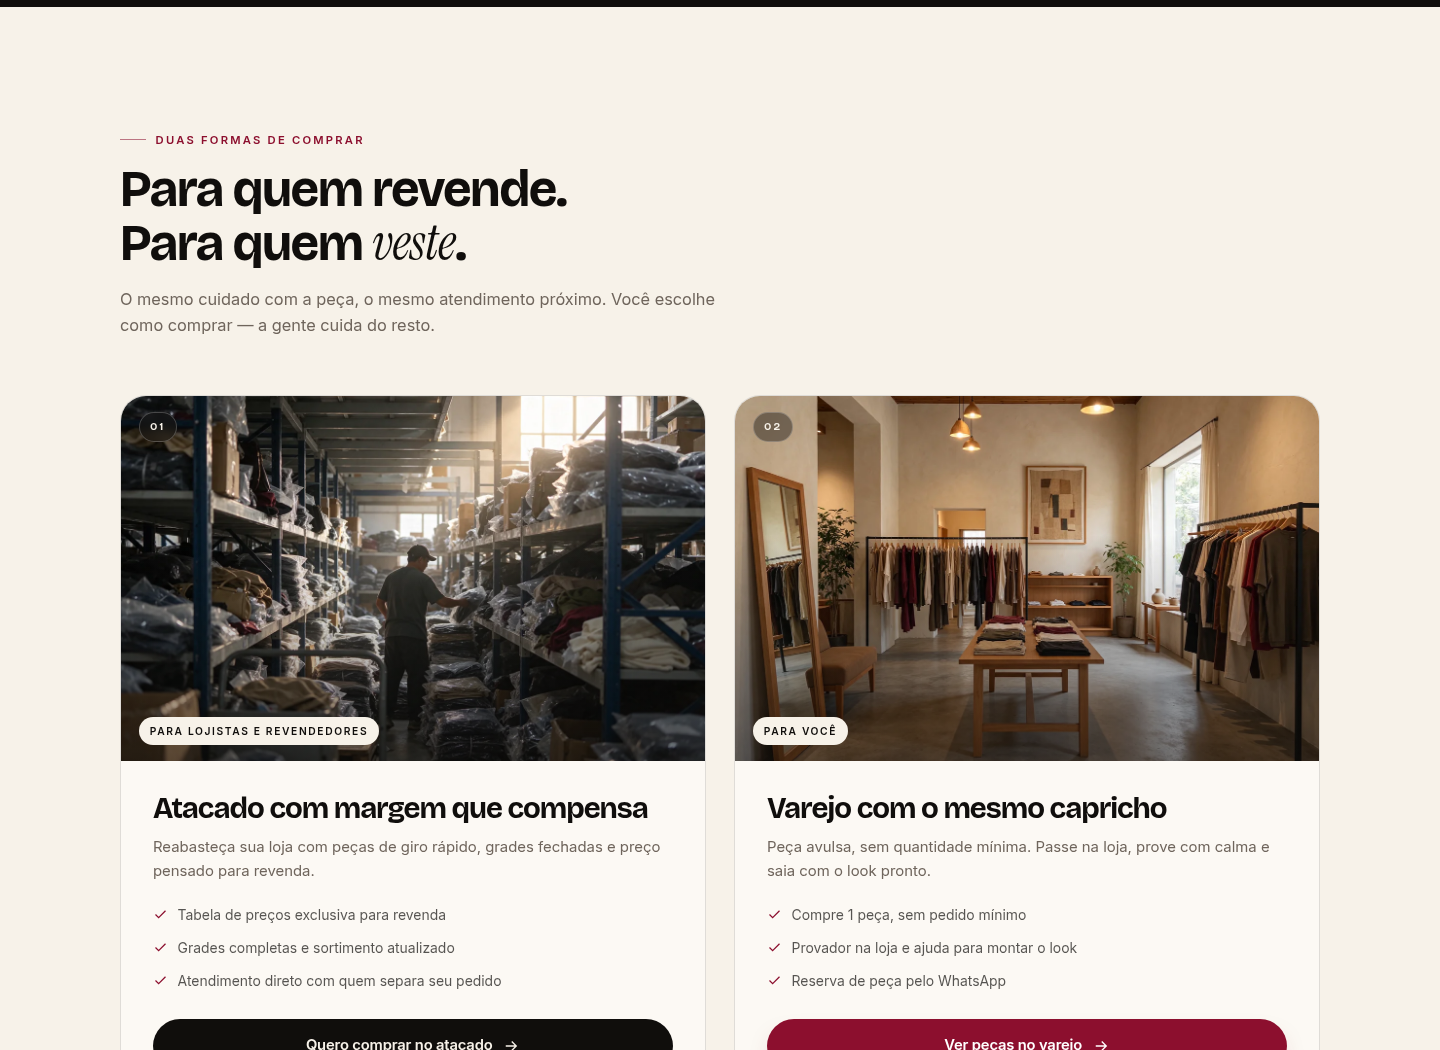 DUAS FORMAS DE COMPRAR
Para quem revende.
Para quem veste.
O mesmo cuidado com a peça, o mesmo atendimento próximo. Você escolhe
como comprar — a gente cuida do resto.
01
PARA LOJISTAS E REVENDEDORES
Atacado com margem que compensa
Reabasteça sua loja com peças de giro rápido, grades fechadas e preço
pensado para revenda.
Tabela de preços exclusiva para revenda
Grades completas e sortimento atualizado
Atendimento direto com quem separa seu pedido
Quero comprar no atacado →
02
PARA VOCÊ
Varejo com o mesmo capricho
Peça avulsa, sem quantidade mínima. Passe na loja, prove com calma e
saia com o look pronto.
Compre 1 peça, sem pedido mínimo
Provador na loja e ajuda para montar o look
Reserva de peça pelo WhatsApp
Ver peças no varejo →